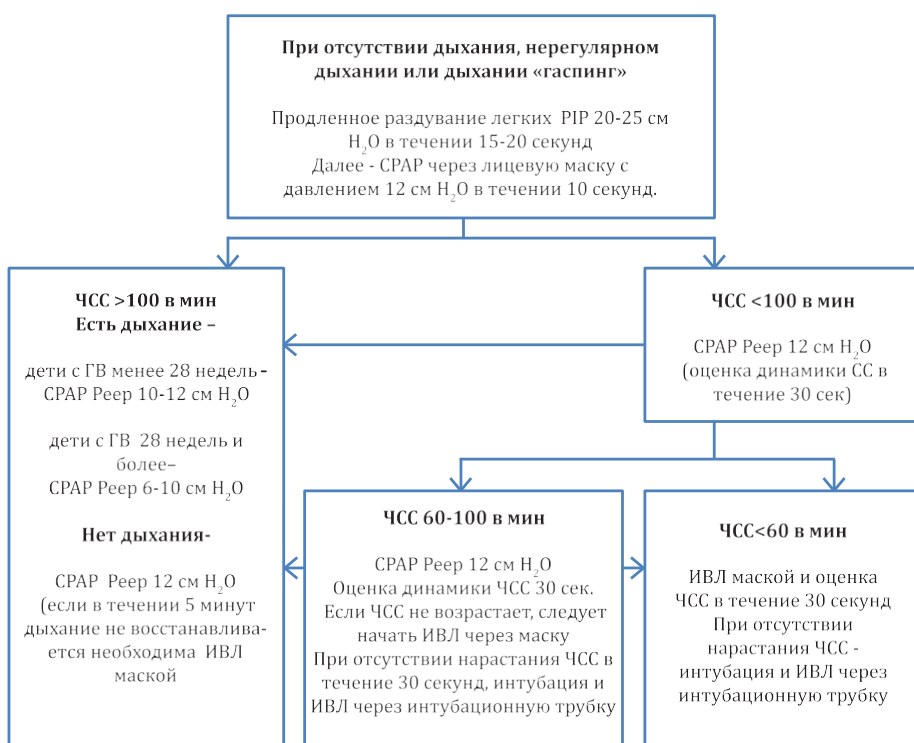 При отсутствии дыхания, нерегулярном
дыхании или дыхании «гаспинг»
Продленное раздувание легких PIP 20-25 см
H₂O в течении 15-20 секунд
Далее - CPAP через лицевую маску с
давлением 12 см H₂O в течении 10 секунд.
ЧСС >100 в мин
Есть дыхание –
дети с ГВ менее 28 недель -
CPAP Peep 10-12 см H₂O
дети с ГВ 28 недель и
более–
CPAP Peep 6-10 см H₂O
Нет дыхания-
CPAP Peep 12 см H₂O
(если в течении 5 минут
дыхание не восстанавлива-
ется необходима ИВЛ
маской
ЧСС <100 в мин
CPAP Peep 12 см H₂O
(оценка динамики СС в
течение 30 сек)
ЧСС 60-100 в мин
CPAP Peep 12 см H₂O
Оценка динамики ЧСС 30 сек.
Если ЧСС не возрастает, следует
начать ИВЛ через маску
При отсутствии нарастания ЧСС в
течение 30 секунд, интубация и
ИВЛ через интубационную трубку
ЧСС<60 в мин
ИВЛ маской и оценка
ЧСС в течение 30 секунд
При отсутствии
нарастания ЧСС -
интубация и ИВЛ через
интубационную трубку